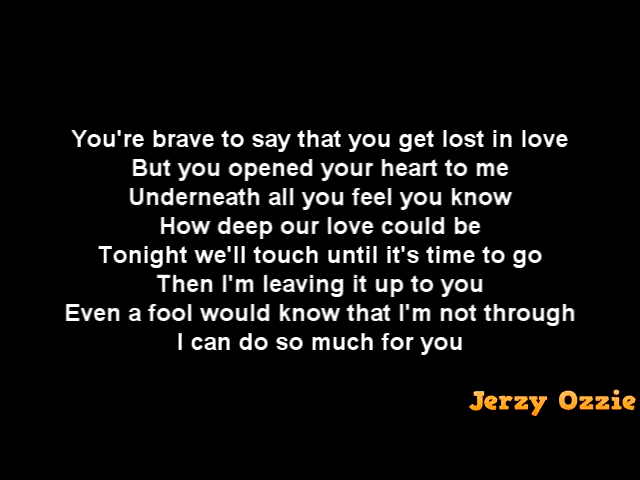 You're brave to say that you get lost in love
But you opened your heart to me
Underneath all you feel you know
How deep our love could be
Tonight we'll touch until it's time to go
Then I'm leaving it up to you
Even a fool would know that I'm not through
I can do so much for you
Jerzy Ozzie